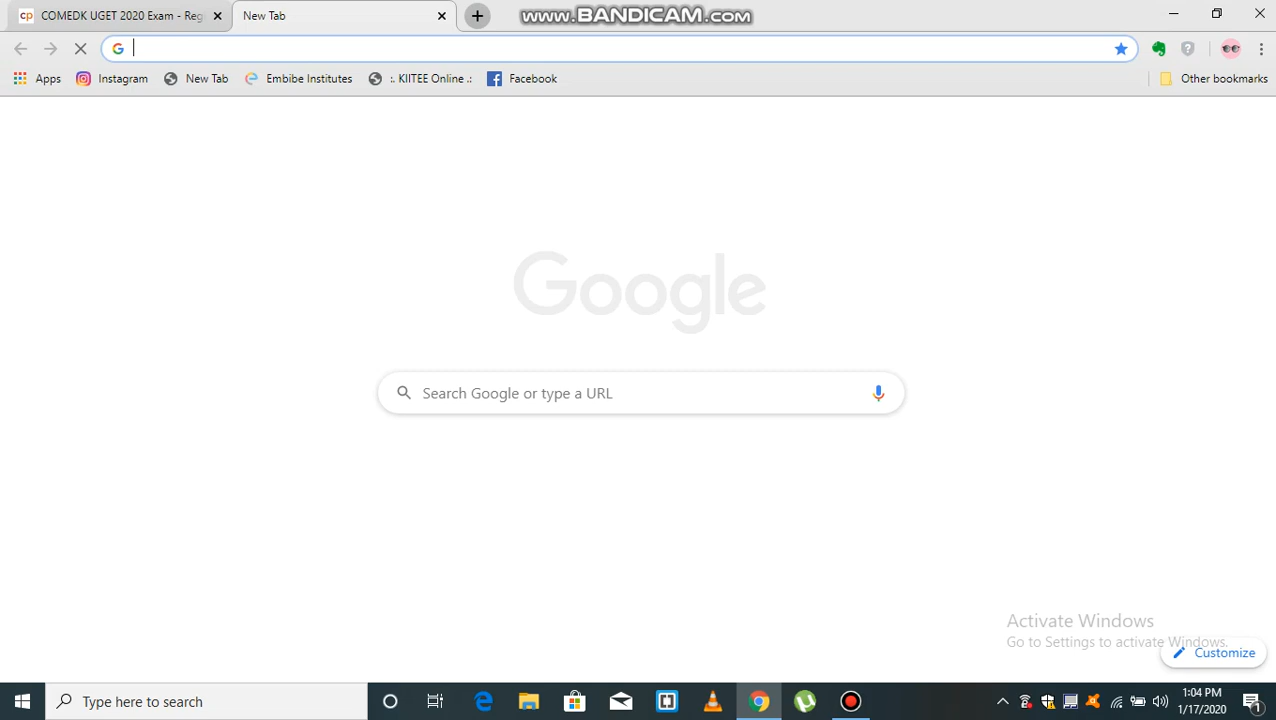 COMEDK UGET 2020 Exam - Reg
New Tab
www.BANDICAM.com
Apps
Instagram
New Tab
Embibe Institutes
:. KIITEE Online .:
Facebook
Other bookmarks
Google
Search Google or type a URL
Activate Windows
Go to Settings to activate Windows.
Customize
Type here to search
1:04 PM
1/17/2020
1